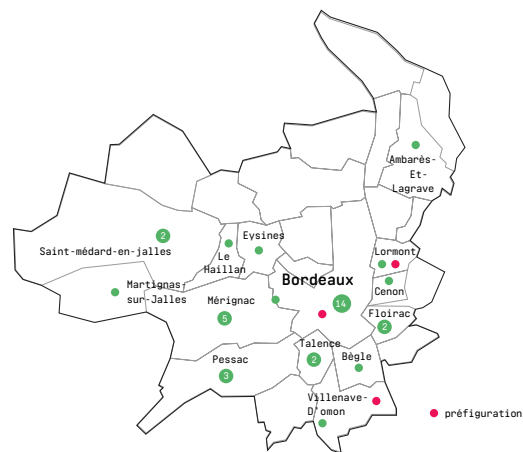 Ambarès-
Et-
Lagrave
2
Eysines
Lormont
Saint-médard-en-jalles
Le
Haillan
Bordeaux
Cenon
Martignas-
sur-Jalles
Mérignac
14
Floirac
5
2
Talence
Pessac
2
Bègle
3
Villenave-
D'omon
préfiguration